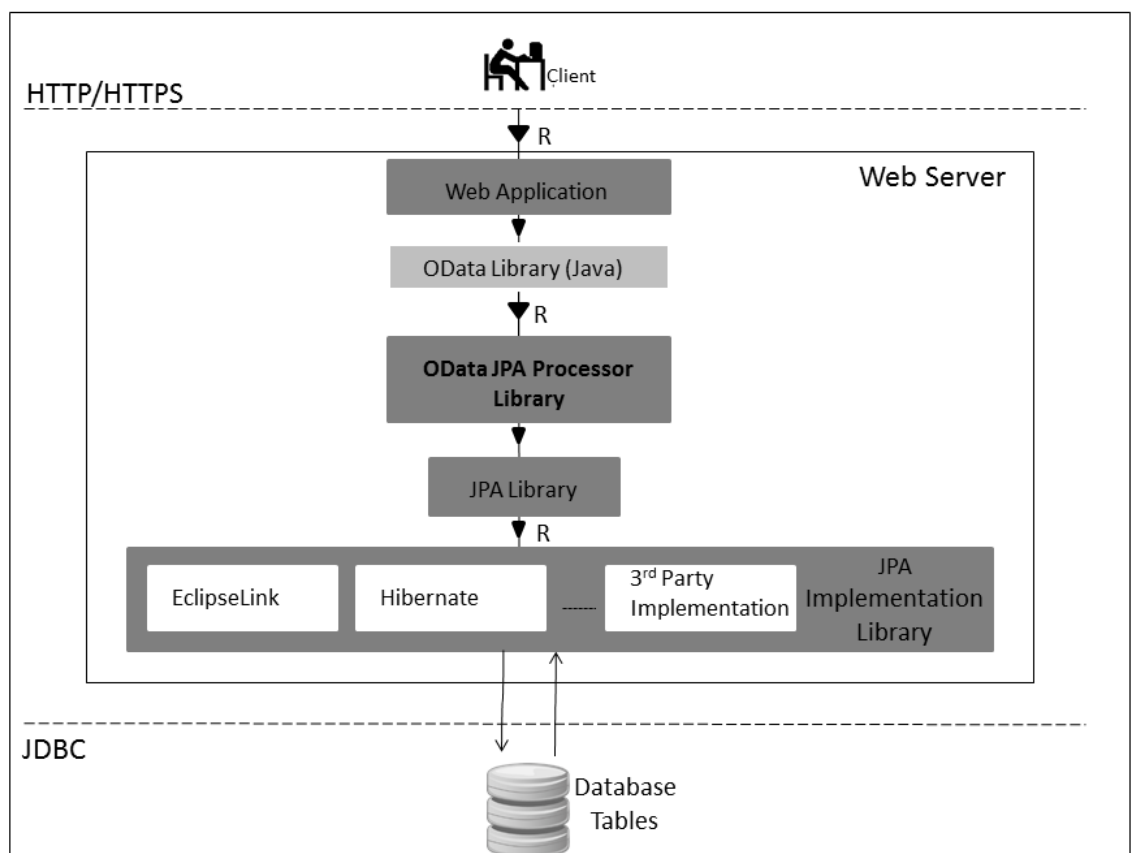 Client
HTTP/HTTPS
R
Web Server
Web Application
OData Library (Java)
R
OData JPA Processor
Library
JPA Library
R
EclipseLink
Hibernate
3rd Party
Implementation
JPA
Implementation
Library
JDBC
Database
Tables